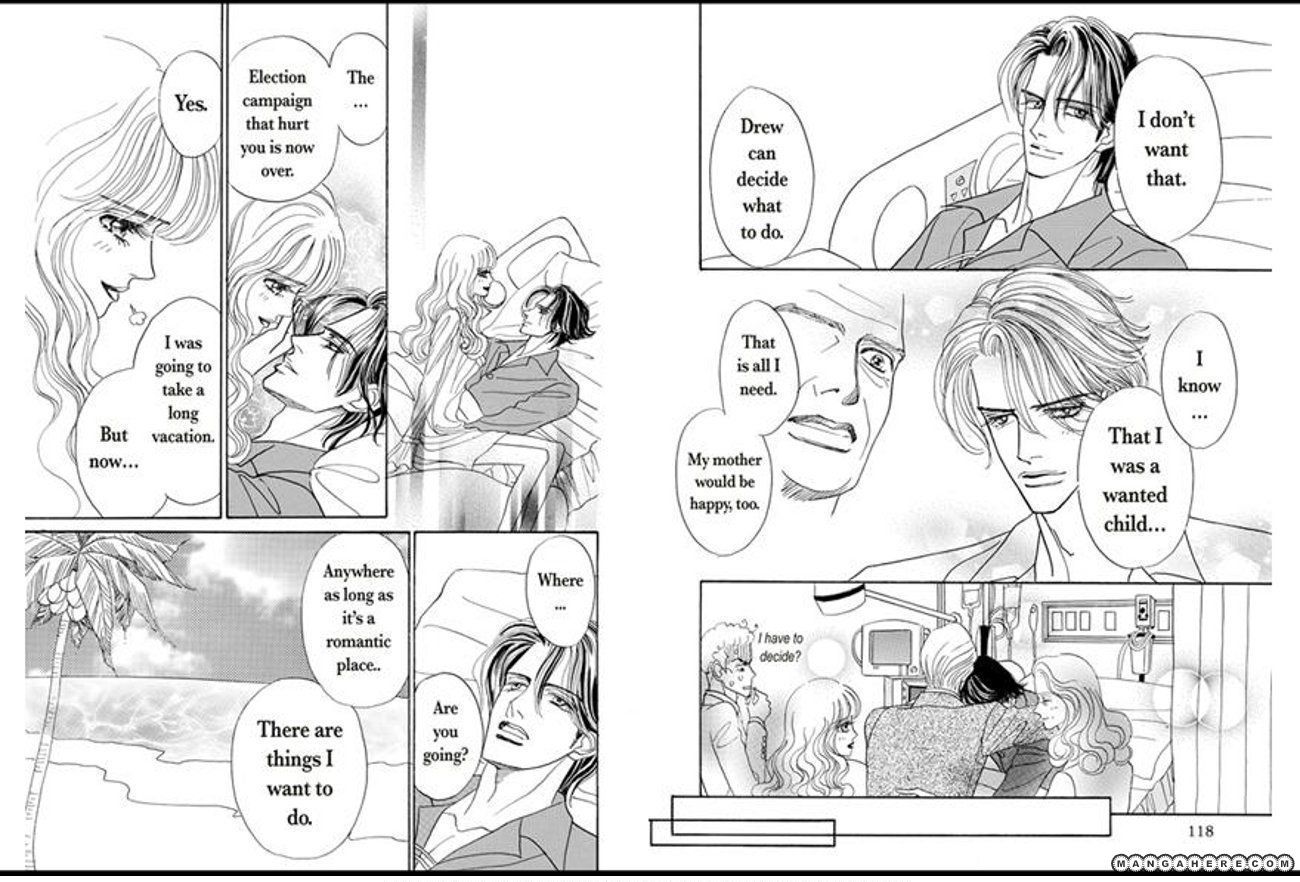 I don't
want
that.
Drew
can
decide
what
to do.
I
know
...
That I
was a
wanted
child...
That
is all I
need.
My mother
would be
happy, too.
I have to
decide?
118
The
...
Election
campaign
that hurt
you is now
over.
Yes.
I was
going to
take a
long
vacation.
But
now...
Where
...
Are
you
going?
Anywhere
as long as
it's a
romantic
place..
There are
things I
want to
do.
MANGAHERE.COM